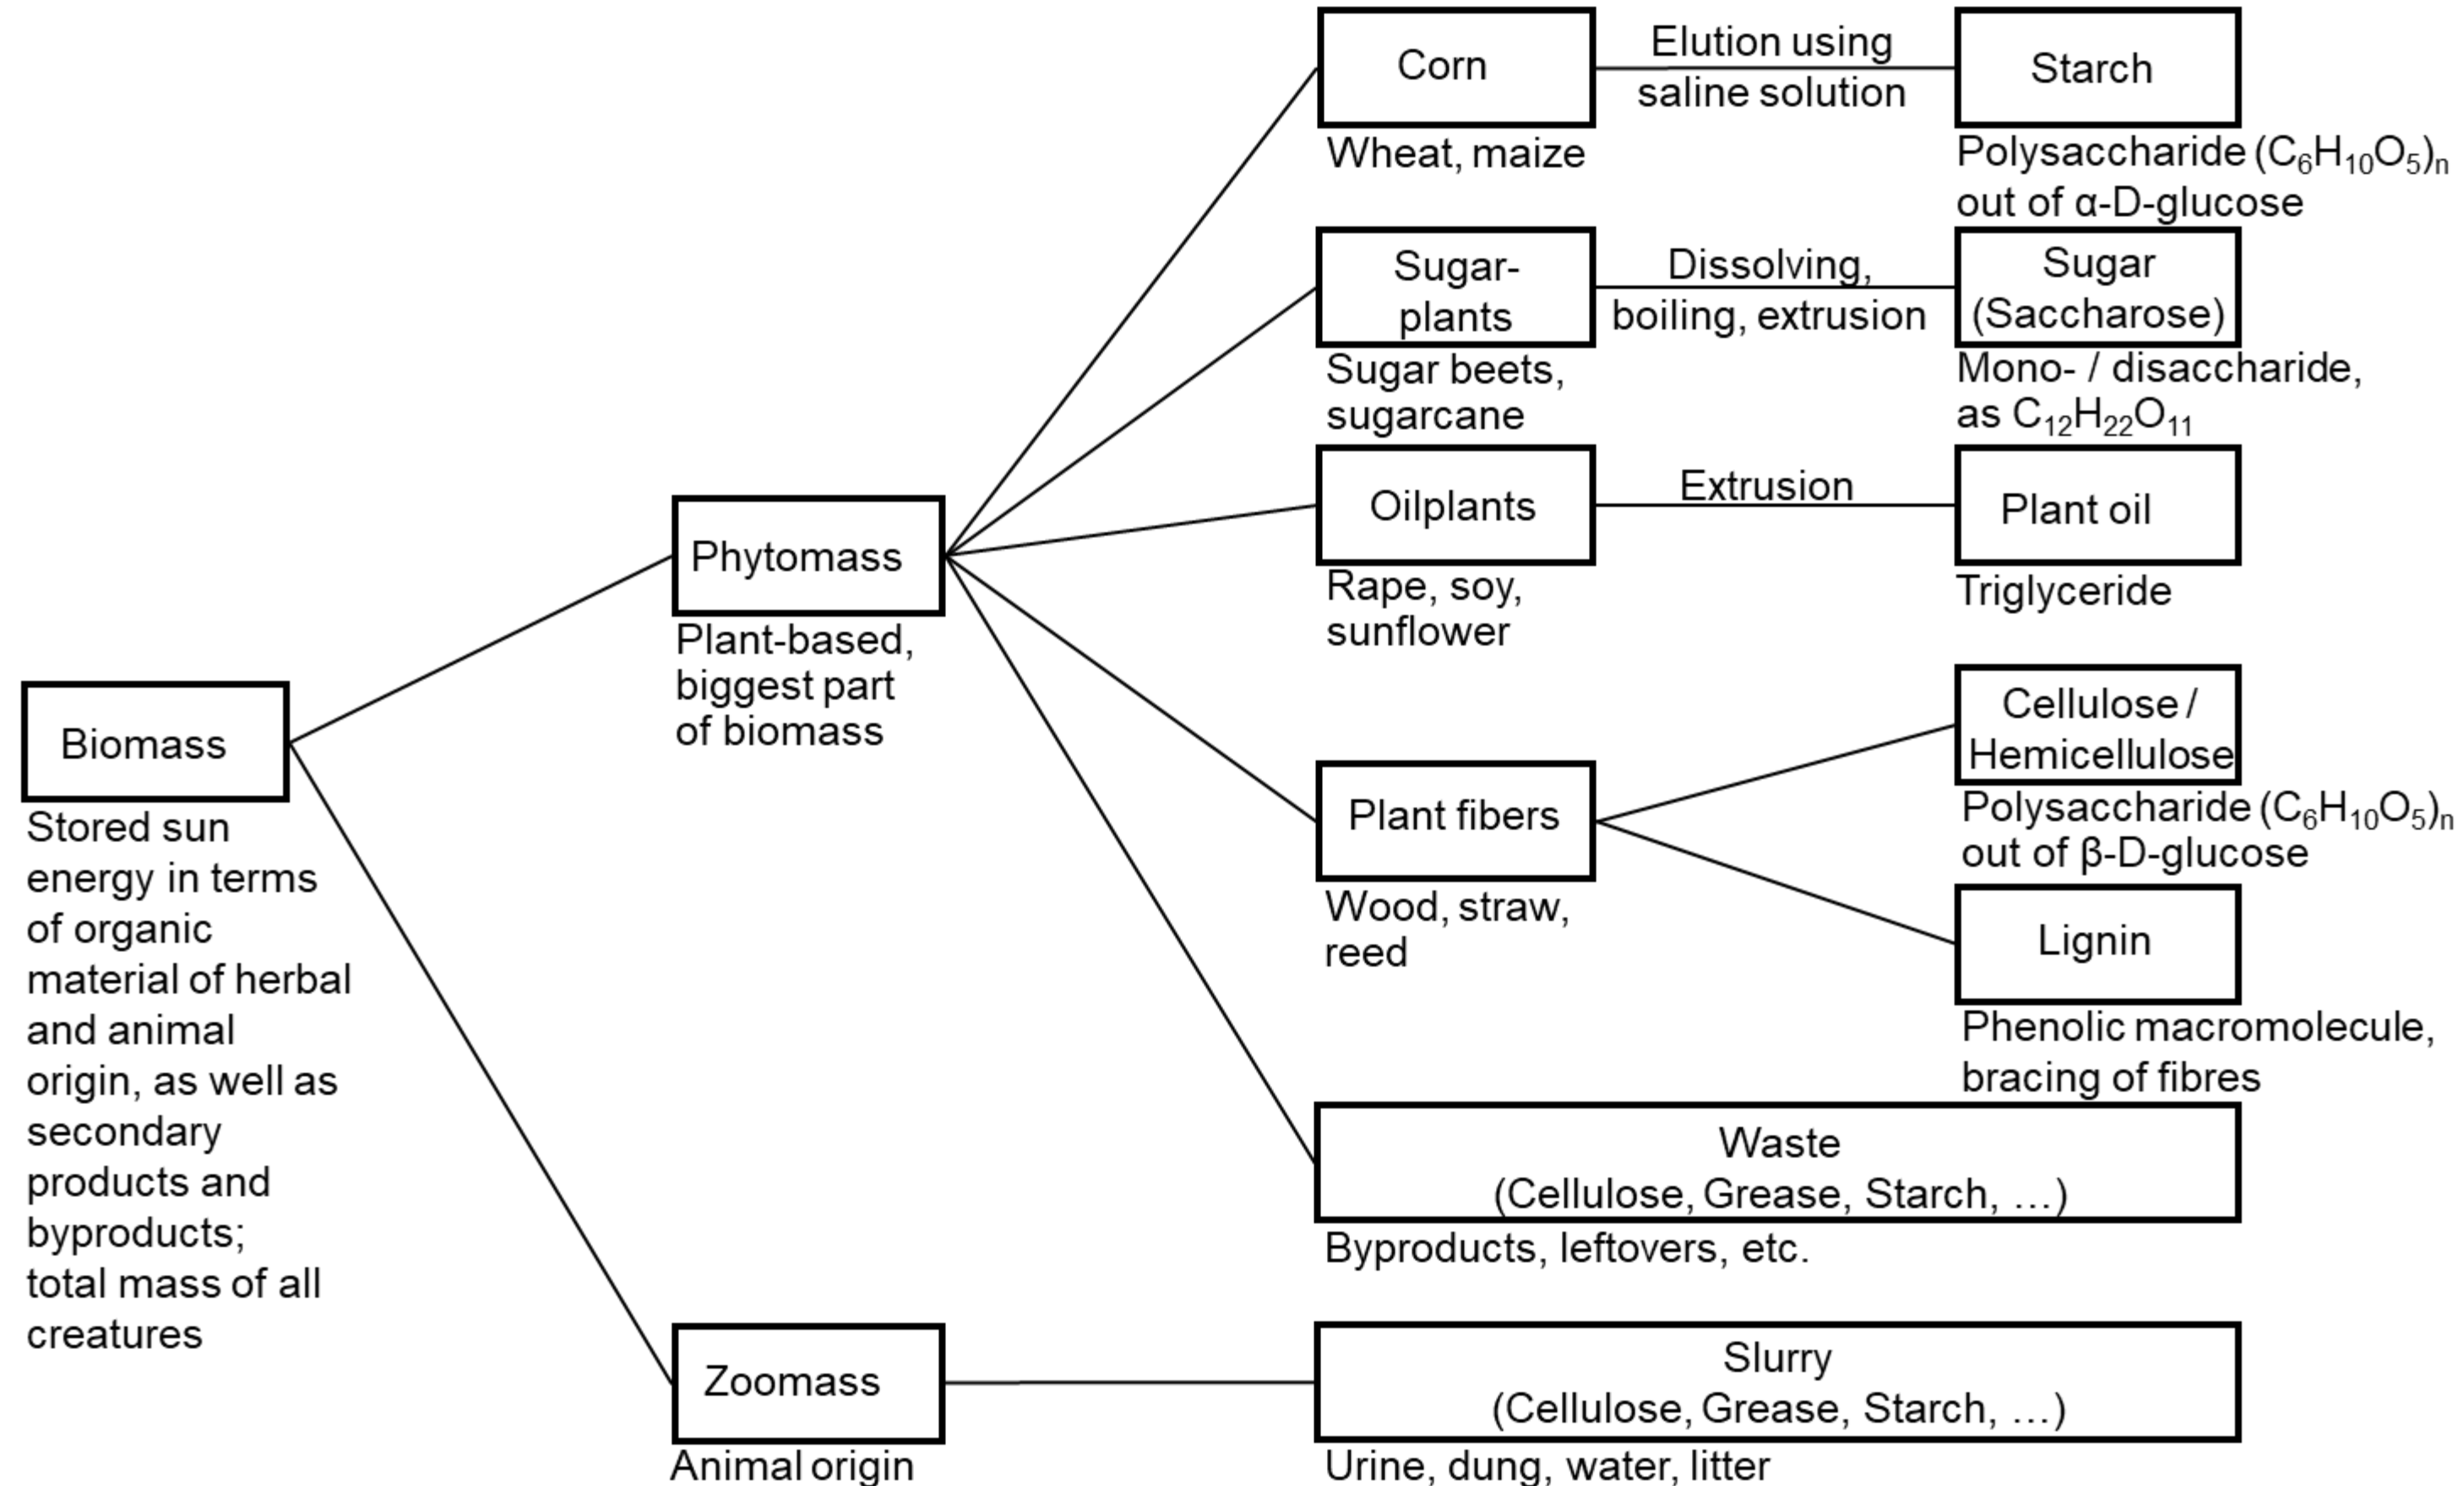 Biomass
Stored sun
energy in terms
of organic
material of herbal
and animal
origin, as well as
secondary
products and
byproducts;
total mass of all
creatures
Phytomass
Plant-based,
biggest part
of biomass
Zoomass
Animal origin
Corn
Wheat, maize
Elution using
saline solution
Starch
Polysaccharide (C₆H₁₀O₅)ₙ
out of α-D-glucose
Sugar-
plants
Sugar beets,
sugarcane
Dissolving,
boiling, extrusion
Sugar
(Saccharose)
Mono- / disaccharide,
as C₁₂H₂₂O₁₁
Oilplants
Rape, soy,
sunflower
Extrusion
Plant oil
Triglyceride
Plant fibers
Wood, straw,
reed
Cellulose /
Hemicellulose
Polysaccharide (C₆H₁₀O₅)ₙ
out of β-D-glucose
Lignin
Phenolic macromolecule,
bracing of fibres
Waste
(Cellulose, Grease, Starch, …)
Byproducts, leftovers, etc.
Slurry
(Cellulose, Grease, Starch, …)
Urine, dung, water, litter